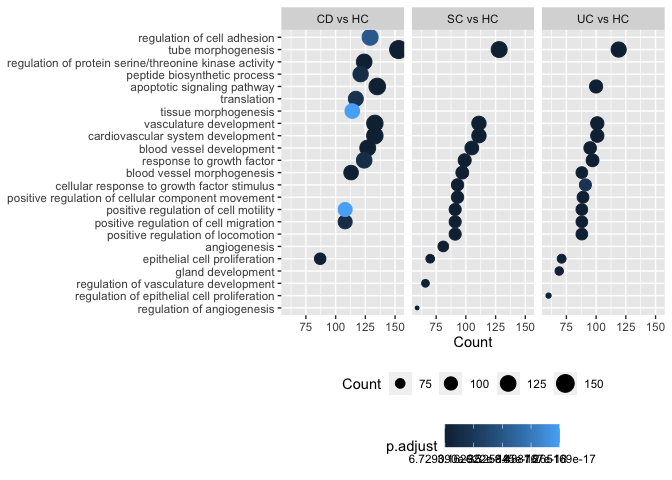 CD vs HC SC vs HC UC vs HC
regulation of cell adhesion
tube morphogenesis
regulation of protein serine/threonine kinase activity
peptide biosynthetic process
apoptotic signaling pathway
translation
tissue morphogenesis
vasculature development
cardiovascular system development
blood vessel development
response to growth factor
blood vessel morphogenesis
cellular response to growth factor stimulus
positive regulation of cellular component movement
positive regulation of cell motility
positive regulation of cell migration
positive regulation of locomotion
angiogenesis
epithelial cell proliferation
gland development
regulation of vasculature development
regulation of epithelial cell proliferation
regulation of angiogenesis
75 100 125 150 75 100 125 150 75 100 125 150
Count
Count 75 100 125 150
p.adjust